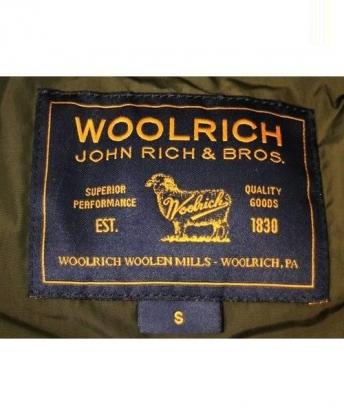 WOOLRICH
JOHN RICH & BROS.
SUPERIOR PERFORMANCE
EST.
Woolrich
QUALITY GOODS
1830
WOOLRICH WOOLEN MILLS - WOOLRICH, PA
S